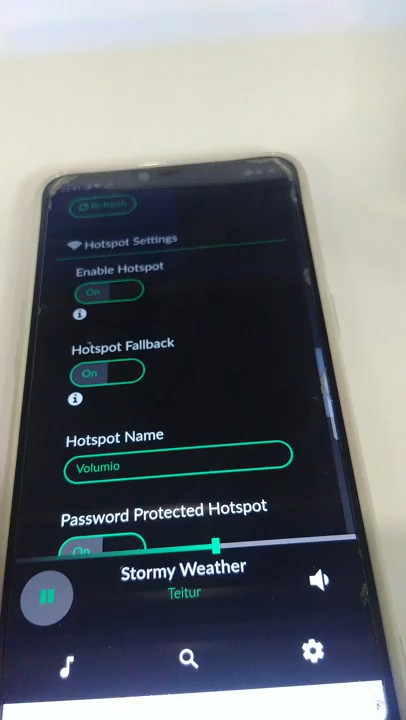 Refresh
Hotspot Settings
Enable Hotspot
On
Hotspot Fallback
On
Hotspot Name
Volumio
Password Protected Hotspot
On
Stormy Weather
Teitur